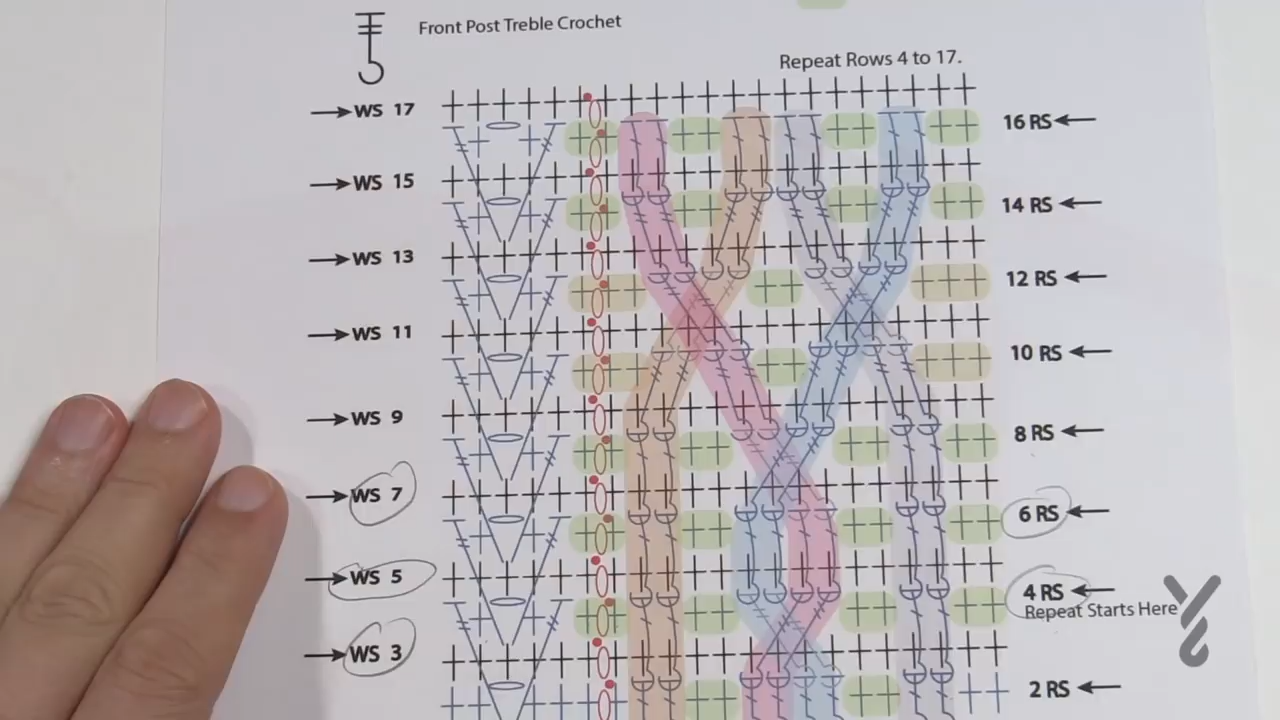 Front Post Treble Crochet
Repeat Rows 4 to 17.
WS 17
16 RS
WS 15
14 RS
WS 13
12 RS
WS 11
10 RS
WS 9
8 RS
WS 7
6 RS
WS 5
4 RS
Repeat Starts Here
WS 3
2 RS